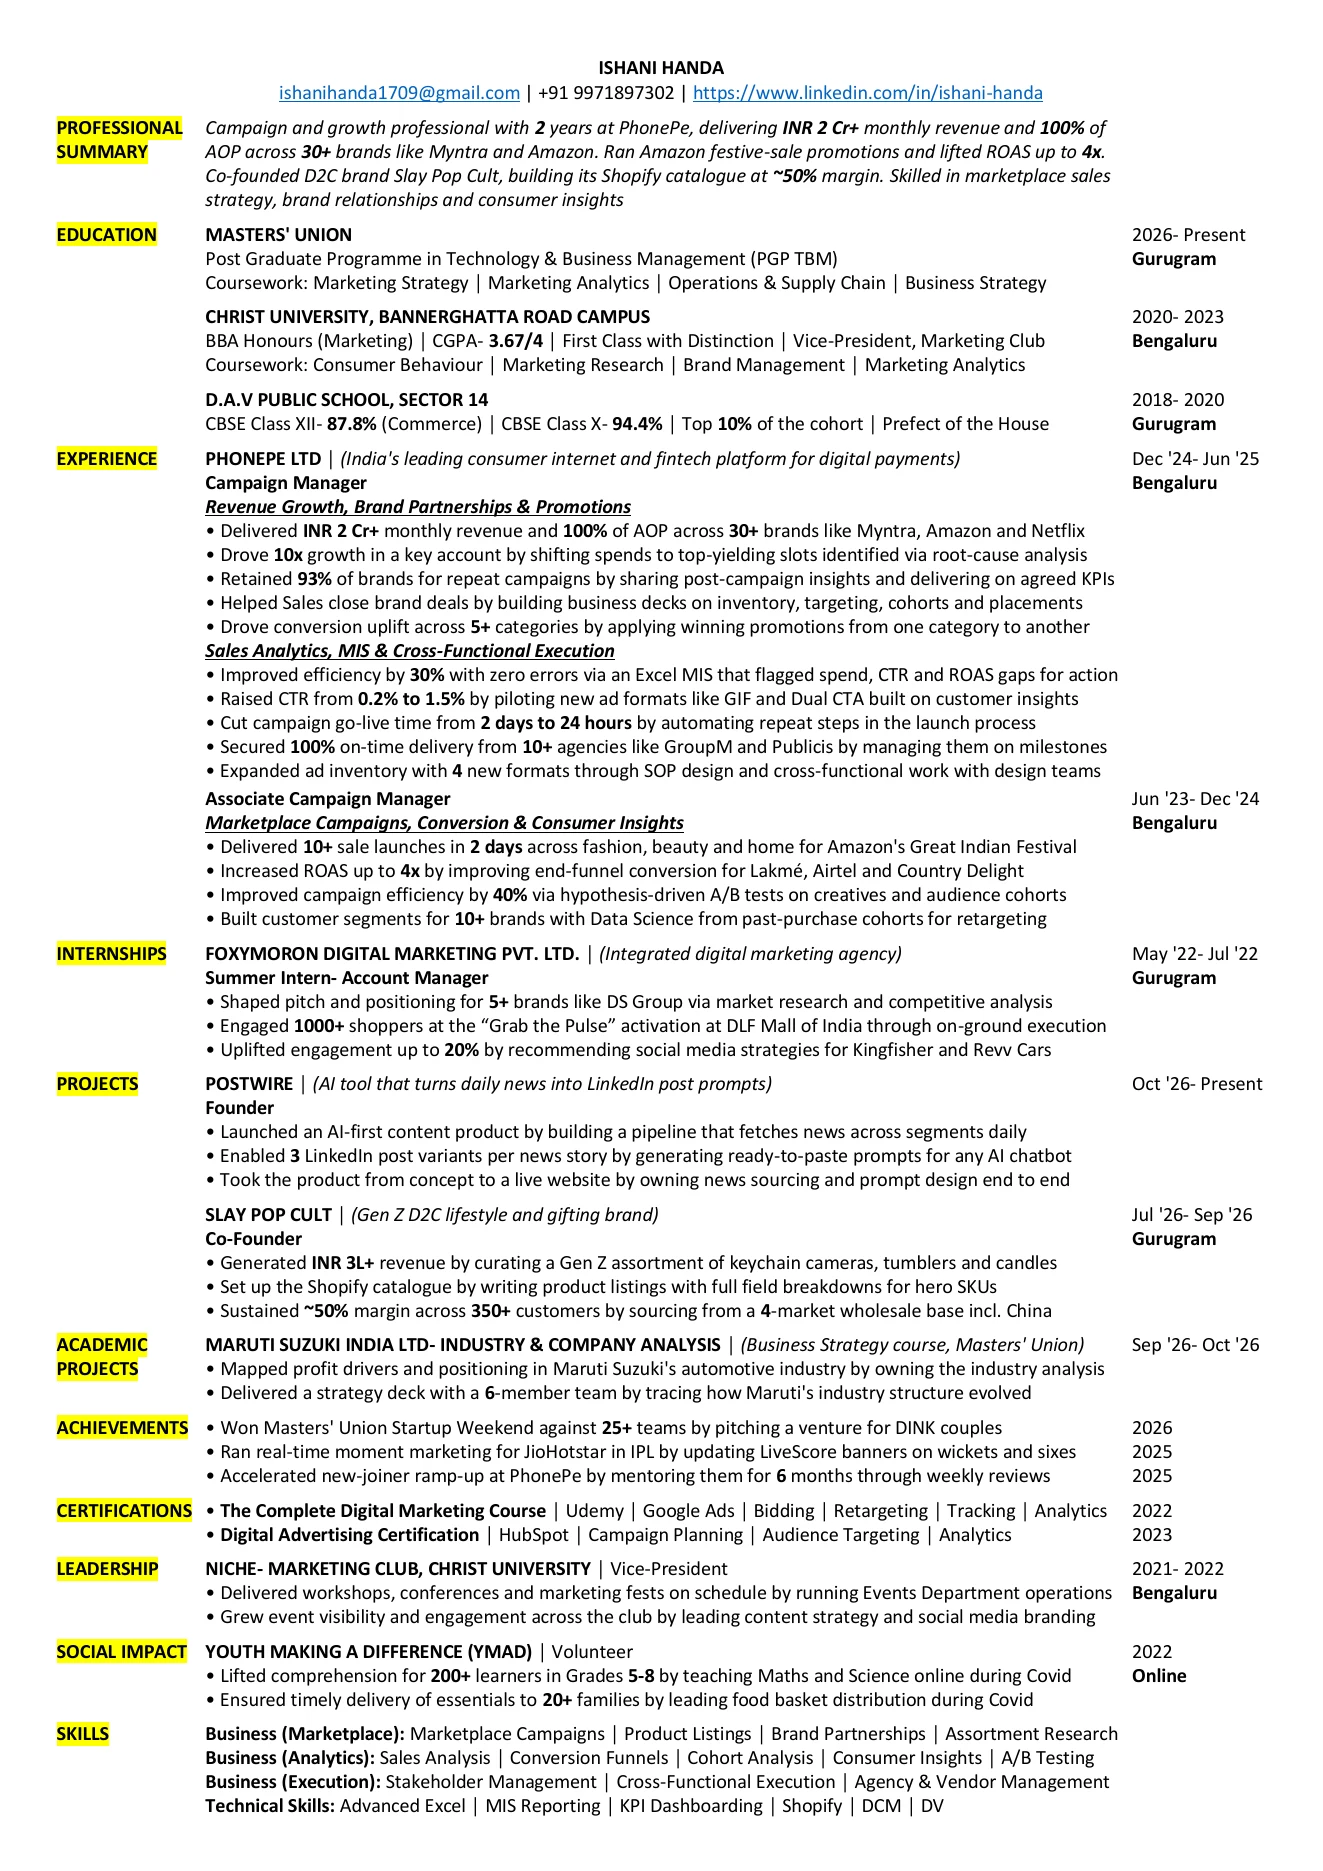 ISHANI HANDA
ishanihanda1709@gmail.com | +91 9971897302 | https://www.linkedin.com/in/ishani-handa
PROFESSIONAL SUMMARY
Campaign and growth professional with 2 years at PhonePe, delivering INR 2 Cr+ monthly revenue and 100% of
AOP across 30+ brands like Myntra and Amazon. Ran Amazon festive-sale promotions and lifted ROAS up to 4x.
Co-founded D2C brand Slay Pop Cult, building its Shopify catalogue at ~50% margin. Skilled in marketplace sales
strategy, brand relationships and consumer insights
EDUCATION
MASTERS' UNION 2026- Present
Post Graduate Programme in Technology & Business Management (PGP TBM) Gurugram
Coursework: Marketing Strategy | Marketing Analytics | Operations & Supply Chain | Business Strategy
CHRIST UNIVERSITY, BANNERGHATTA ROAD CAMPUS 2020- 2023
BBA Honours (Marketing) | CGPA- 3.67/4 | First Class with Distinction | Vice-President, Marketing Club Bengaluru
Coursework: Consumer Behaviour | Marketing Research | Brand Management | Marketing Analytics
D.A.V PUBLIC SCHOOL, SECTOR 14 2018- 2020
CBSE Class XII- 87.8% (Commerce) | CBSE Class X- 94.4% | Top 10% of the cohort | Prefect of the House Gurugram
EXPERIENCE
PHONEPE LTD | (India's leading consumer internet and fintech platform for digital payments) Dec '24- Jun '25
Campaign Manager Bengaluru
Revenue Growth, Brand Partnerships & Promotions
• Delivered INR 2 Cr+ monthly revenue and 100% of AOP across 30+ brands like Myntra, Amazon and Netflix
• Drove 10x growth in a key account by shifting spends to top-yielding slots identified via root-cause analysis
• Retained 93% of brands for repeat campaigns by sharing post-campaign insights and delivering on agreed KPIs
• Helped Sales close brand deals by building business decks on inventory, targeting, cohorts and placements
• Drove conversion uplift across 5+ categories by applying winning promotions from one category to another
Sales Analytics, MIS & Cross-Functional Execution
• Improved efficiency by 30% with zero errors via an Excel MIS that flagged spend, CTR and ROAS gaps for action
• Raised CTR from 0.2% to 1.5% by piloting new ad formats like GIF and Dual CTA built on customer insights
• Cut campaign go-live time from 2 days to 24 hours by automating repeat steps in the launch process
• Secured 100% on-time delivery from 10+ agencies like GroupM and Publicis by managing them on milestones
• Expanded ad inventory with 4 new formats through SOP design and cross-functional work with design teams
Associate Campaign Manager Jun '23- Dec '24
Marketplace Campaigns, Conversion & Consumer Insights Bengaluru
• Delivered 10+ sale launches in 2 days across fashion, beauty and home for Amazon's Great Indian Festival
• Increased ROAS up to 4x by improving end-funnel conversion for Lakmé, Airtel and Country Delight
• Improved campaign efficiency by 40% via hypothesis-driven A/B tests on creatives and audience cohorts
• Built customer segments for 10+ brands with Data Science from past-purchase cohorts for retargeting
INTERNSHIPS
FOXYMORON DIGITAL MARKETING PVT. LTD. | (Integrated digital marketing agency) May '22- Jul '22
Summer Intern- Account Manager Gurugram
• Shaped pitch and positioning for 5+ brands like DS Group via market research and competitive analysis
• Engaged 1000+ shoppers at the “Grab the Pulse” activation at DLF Mall of India through on-ground execution
• Uplifted engagement up to 20% by recommending social media strategies for Kingfisher and Revv Cars
PROJECTS
POSTWIRE | (AI tool that turns daily news into LinkedIn post prompts) Oct '26- Present
Founder
• Launched an AI-first content product by building a pipeline that fetches news across segments daily
• Enabled 3 LinkedIn post variants per news story by generating ready-to-paste prompts for any AI chatbot
• Took the product from concept to a live website by owning news sourcing and prompt design end to end
SLAY POP CULT | (Gen Z D2C lifestyle and gifting brand) Jul '26- Sep '26
Co-Founder Gurugram
• Generated INR 3L+ revenue by curating a Gen Z assortment of keychain cameras, tumblers and candles
• Set up the Shopify catalogue by writing product listings with full field breakdowns for hero SKUs
• Sustained ~50% margin across 350+ customers by sourcing from a 4-market wholesale base incl. China
ACADEMIC PROJECTS
MARUTI SUZUKI INDIA LTD- INDUSTRY & COMPANY ANALYSIS | (Business Strategy course, Masters' Union) Sep '26- Oct '26
• Mapped profit drivers and positioning in Maruti Suzuki's automotive industry by owning the industry analysis
• Delivered a strategy deck with a 6-member team by tracing how Maruti's industry structure evolved
ACHIEVEMENTS
• Won Masters' Union Startup Weekend against 25+ teams by pitching a venture for DINK couples 2026
• Ran real-time moment marketing for JioHotstar in IPL by updating LiveScore banners on wickets and sixes 2025
• Accelerated new-joiner ramp-up at PhonePe by mentoring them for 6 months through weekly reviews 2025
CERTIFICATIONS
• The Complete Digital Marketing Course | Udemy | Google Ads | Bidding | Retargeting | Tracking | Analytics 2022
• Digital Advertising Certification | HubSpot | Campaign Planning | Audience Targeting | Analytics 2023
LEADERSHIP
NICHE- MARKETING CLUB, CHRIST UNIVERSITY | Vice-President 2021- 2022
• Delivered workshops, conferences and marketing fests on schedule by running Events Department operations Bengaluru
• Grew event visibility and engagement across the club by leading content strategy and social media branding
SOCIAL IMPACT
YOUTH MAKING A DIFFERENCE (YMAD) | Volunteer 2022
• Lifted comprehension for 200+ learners in Grades 5-8 by teaching Maths and Science online during Covid Online
• Ensured timely delivery of essentials to 20+ families by leading food basket distribution during Covid
SKILLS
Business (Marketplace): Marketplace Campaigns | Product Listings | Brand Partnerships | Assortment Research
Business (Analytics): Sales Analysis | Conversion Funnels | Cohort Analysis | Consumer Insights | A/B Testing
Business (Execution): Stakeholder Management | Cross-Functional Execution | Agency & Vendor Management
Technical Skills: Advanced Excel | MIS Reporting | KPI Dashboarding | Shopify | DCM | DV